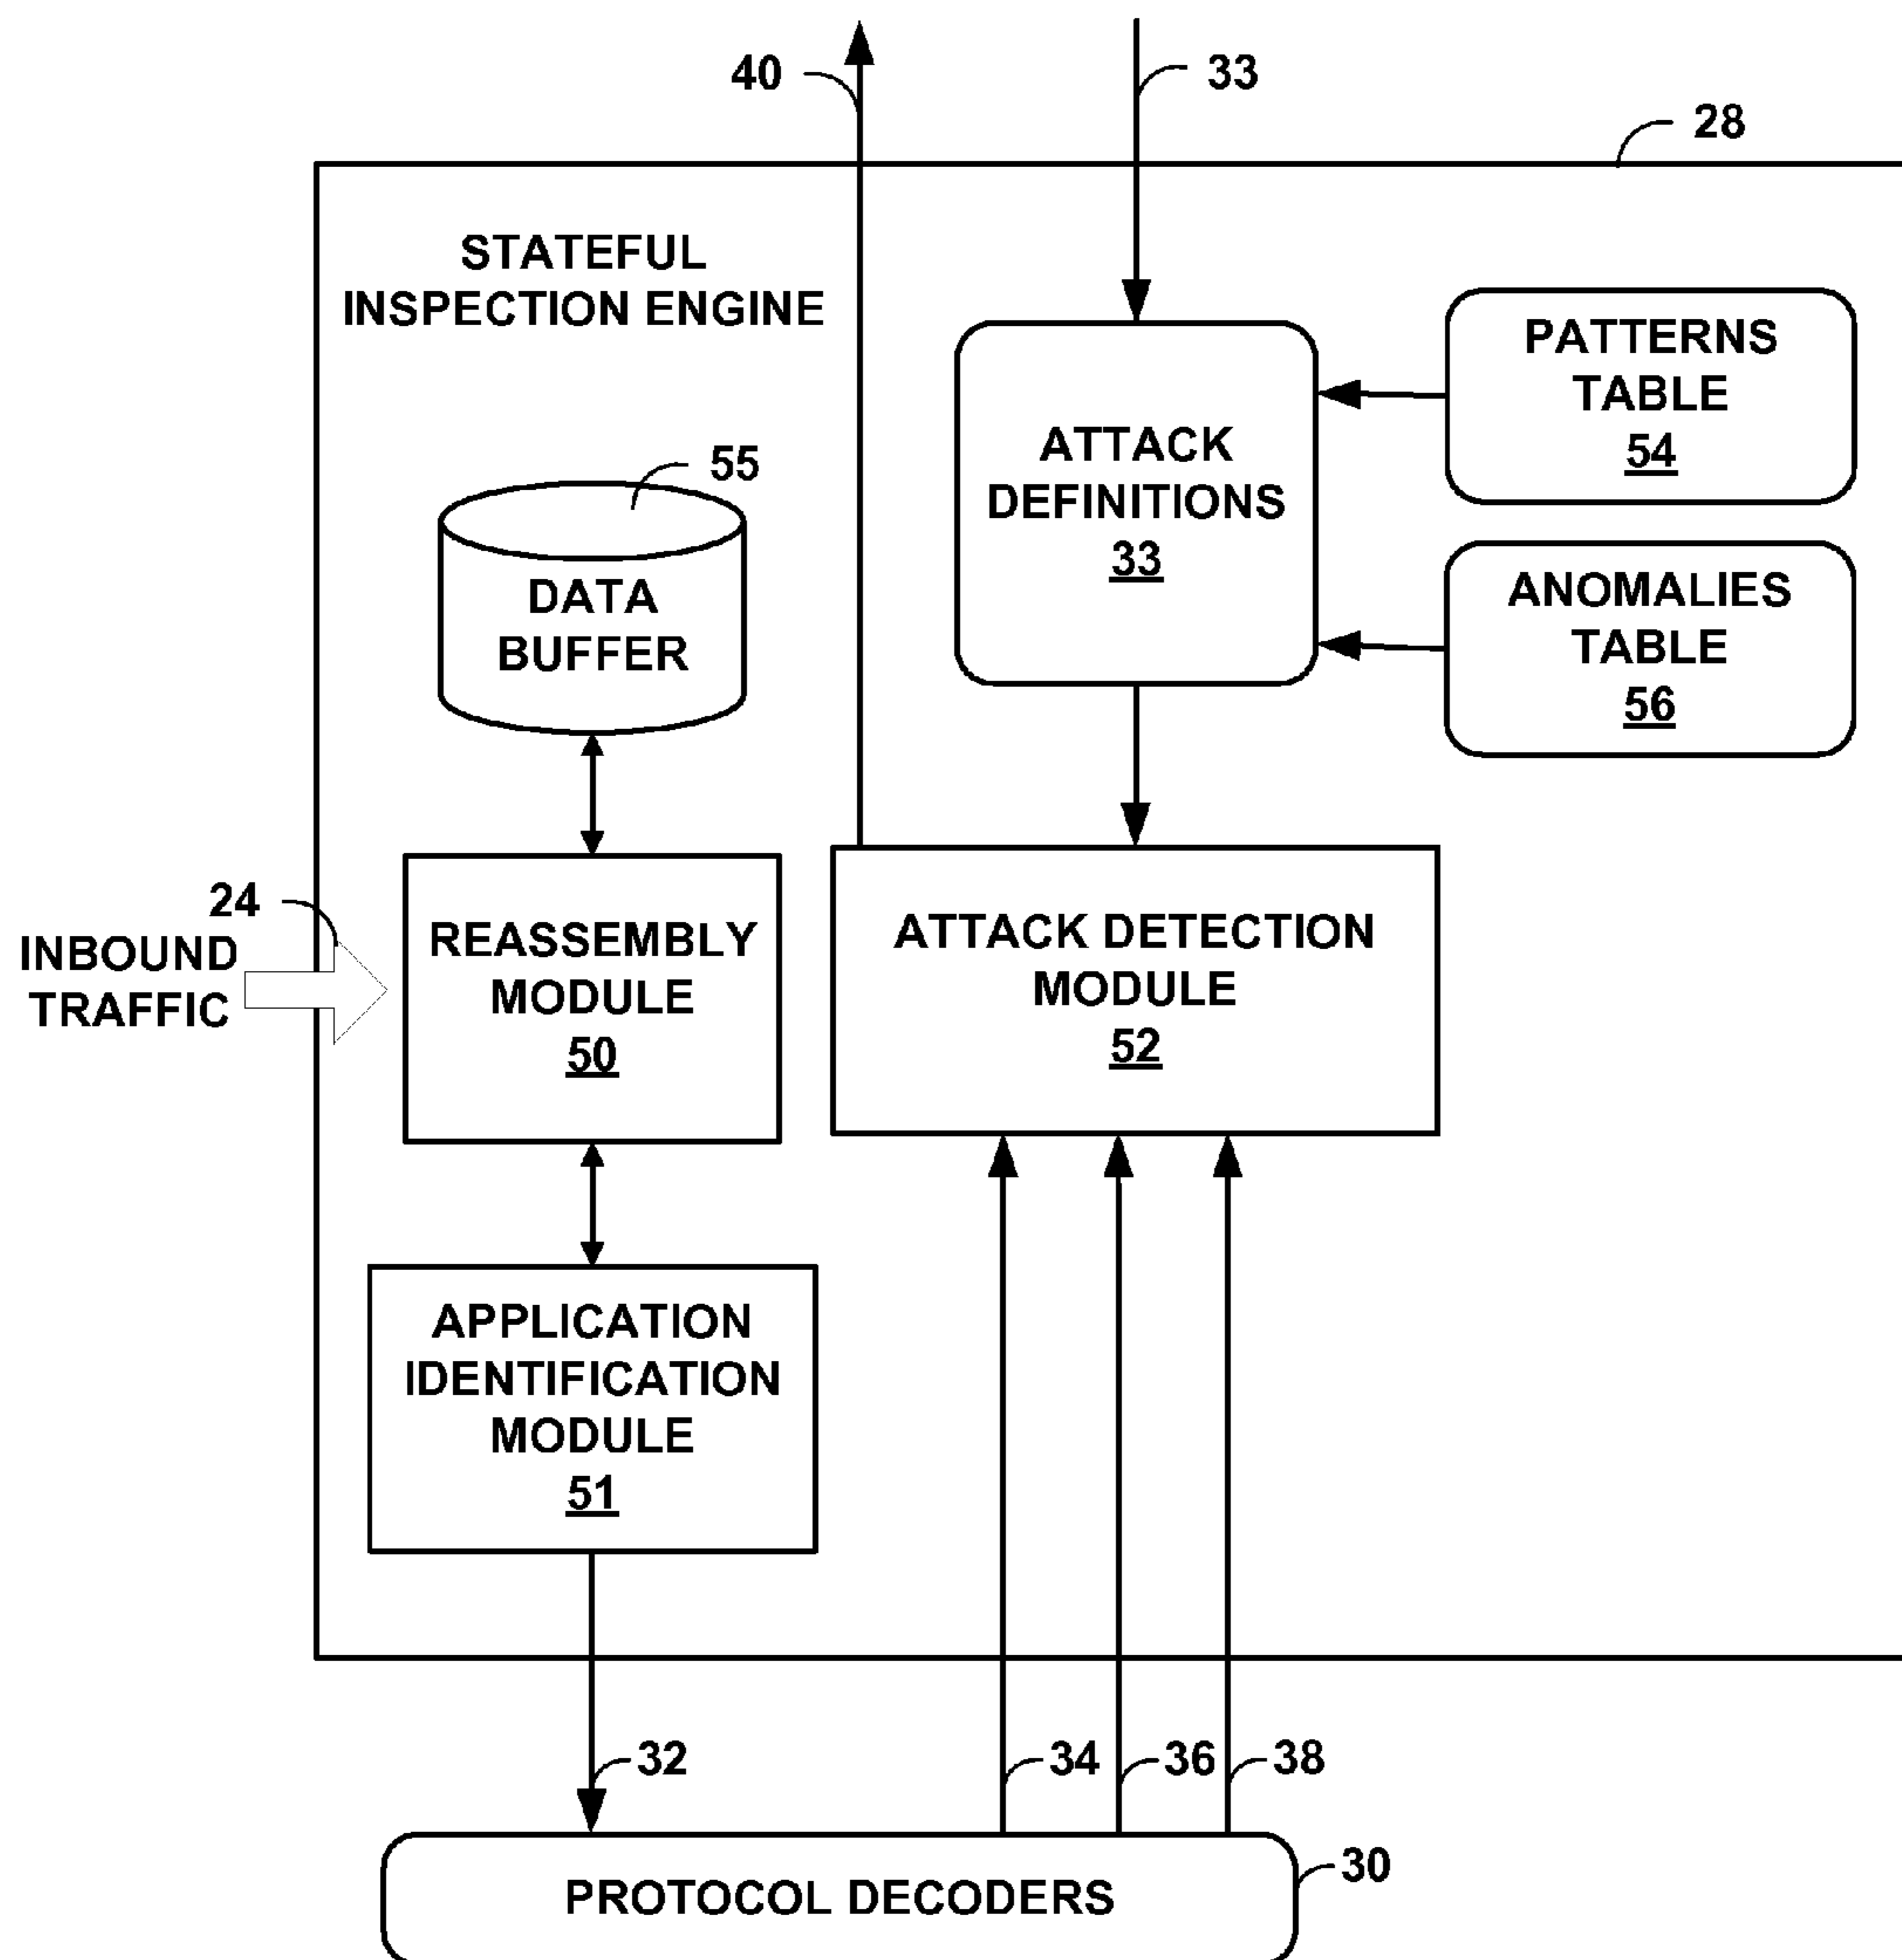 40
33
28
STATEFUL
INSPECTION ENGINE
PATTERNS
TABLE
54
ATTACK
DEFINITIONS
33
55
DATA
BUFFER
ANOMALIES
TABLE
56
24
INBOUND
TRAFFIC
REASSEMBLY
MODULE
50
ATTACK DETECTION
MODULE
52
APPLICATION
IDENTIFICATION
MODULE
51
32
34
36
38
30
PROTOCOL DECODERS